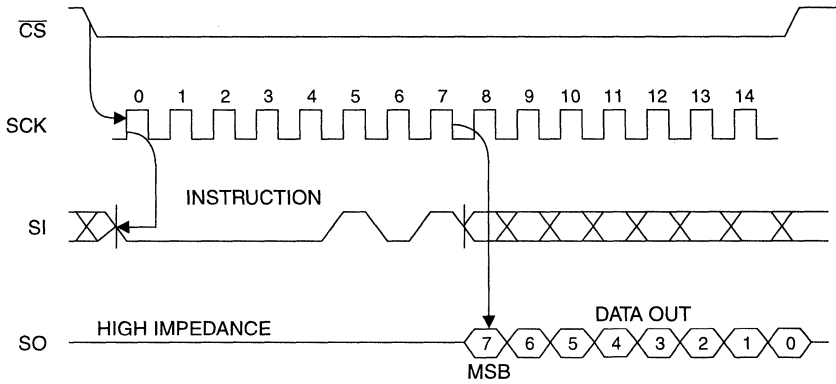 CS
0 1 2 3 4 5 6 7 8 9 10 11 12 13 14
SCK
INSTRUCTION
SI
HIGH IMPEDANCE
DATA OUT
SO
7 6 5 4 3 2 1 0
MSB